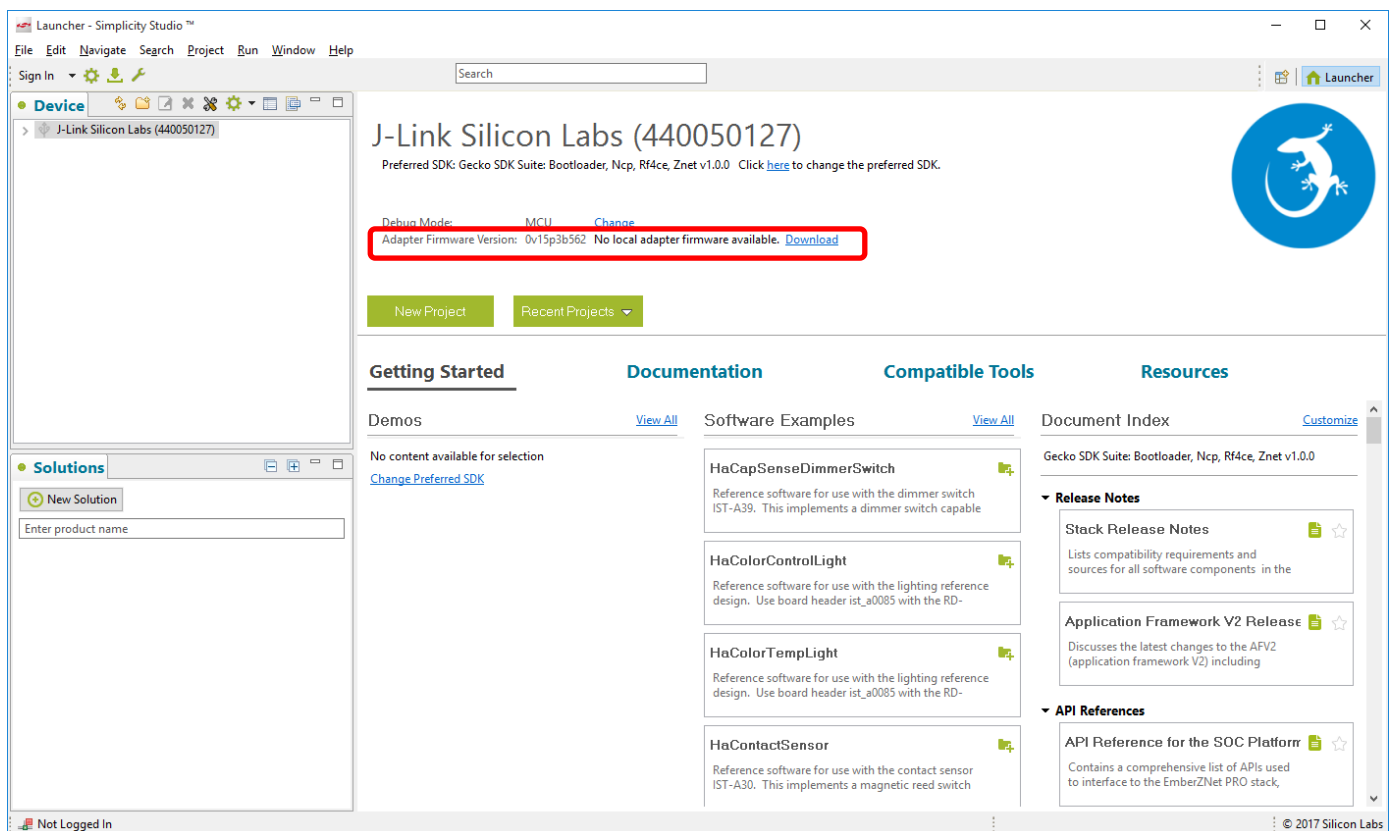 Launcher - Simplicity Studio ™
File Edit Navigate Search Project Run Window Help
Sign In
Search
Launcher
Device
J-Link Silicon Labs (440050127)
J-Link Silicon Labs (440050127)
Preferred SDK: Gecko SDK Suite: Bootloader, Ncp, Rf4ce, Znet v1.0.0 Click here to change the preferred SDK.
Debug Mode: MCU Change
Adapter Firmware Version: 0v15p3b562 No local adapter firmware available. Download
New Project
Recent Projects
Getting Started
Documentation
Compatible Tools
Resources
Demos
View All
No content available for selection
Change Preferred SDK
Software Examples
View All
HaCapSenseDimmerSwitch
Reference software for use with the dimmer switch
IST-A39. This implements a dimmer switch capable
HaColorControlLight
Reference software for use with the lighting reference
design. Use board header ist_a0085 with the RD-
HaColorTempLight
Reference software for use with the lighting reference
design. Use board header ist_a0085 with the RD-
HaContactSensor
Reference software for use with the contact sensor
IST-A30. This implements a magnetic reed switch
Document Index
Customize
Gecko SDK Suite: Bootloader, Ncp, Rf4ce, Znet v1.0.0
Release Notes
Stack Release Notes
Lists compatibility requirements and
sources for all software components in the
Application Framework V2 Release
Discusses the latest changes to the AFV2
(application framework V2) including
API References
API Reference for the SOC Platform
Contains a comprehensive list of APIs used
to interface to the EmberZNet PRO stack,
Solutions
New Solution
Enter product name
Not Logged In
© 2017 Silicon Labs